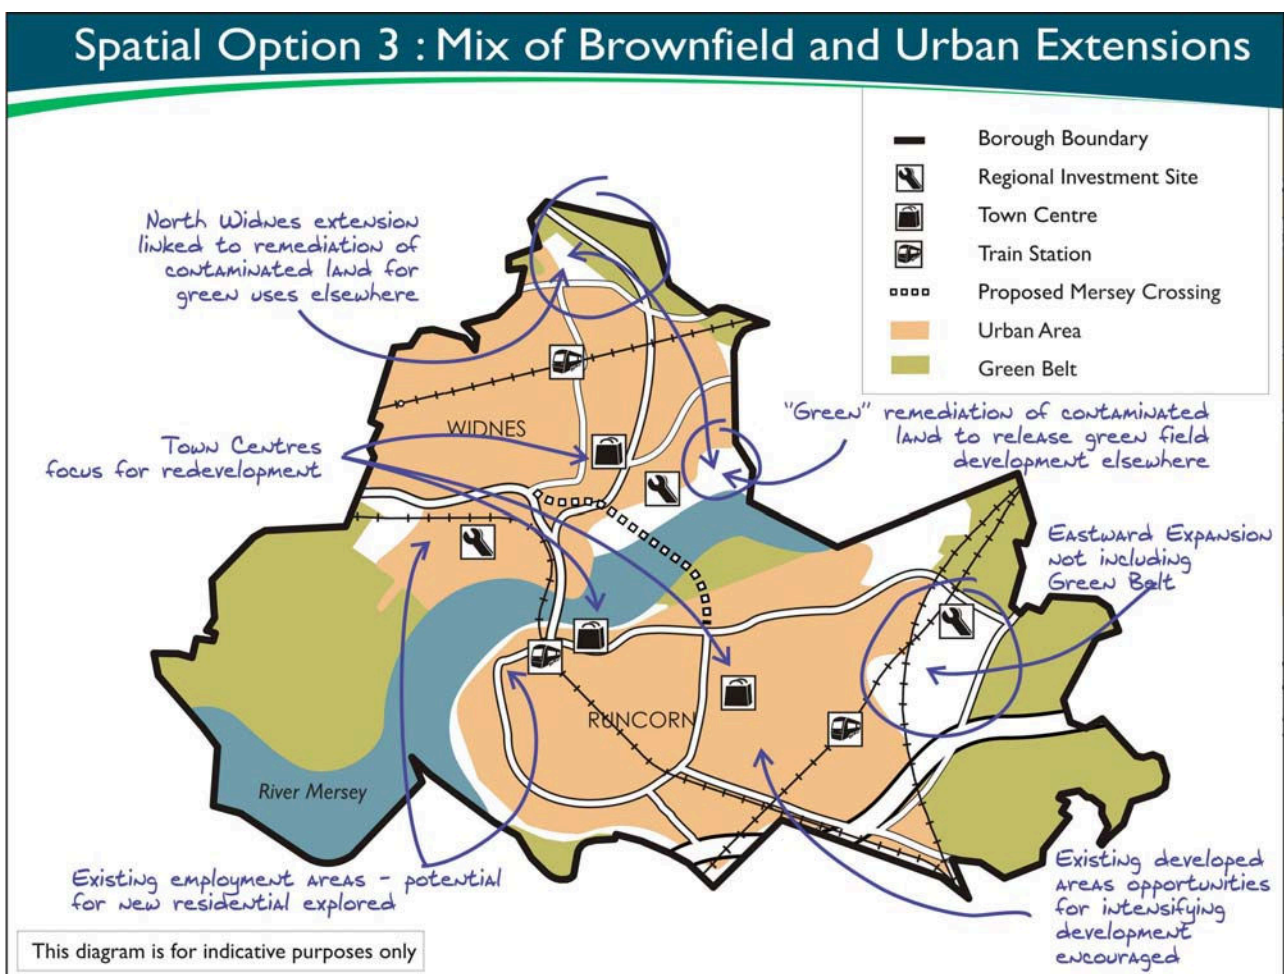 Spatial Option 3 : Mix of Brownfield and Urban Extensions
Borough Boundary
Regional Investment Site
Town Centre
Train Station
Proposed Mersey Crossing
Urban Area
Green Belt
North Widnes extension
linked to remediation of
contaminated land for
green uses elsewhere
WIDNES
Town Centres
focus for redevelopment
"Green" remediation of contaminated
land to release green field
development elsewhere
Eastward Expansion
not including
Green Belt
RUNCORN
River Mersey
Existing employment areas - potential
for new residential explored
Existing developed
areas opportunities
for intensifying
development
encouraged
This diagram is for indicative purposes only